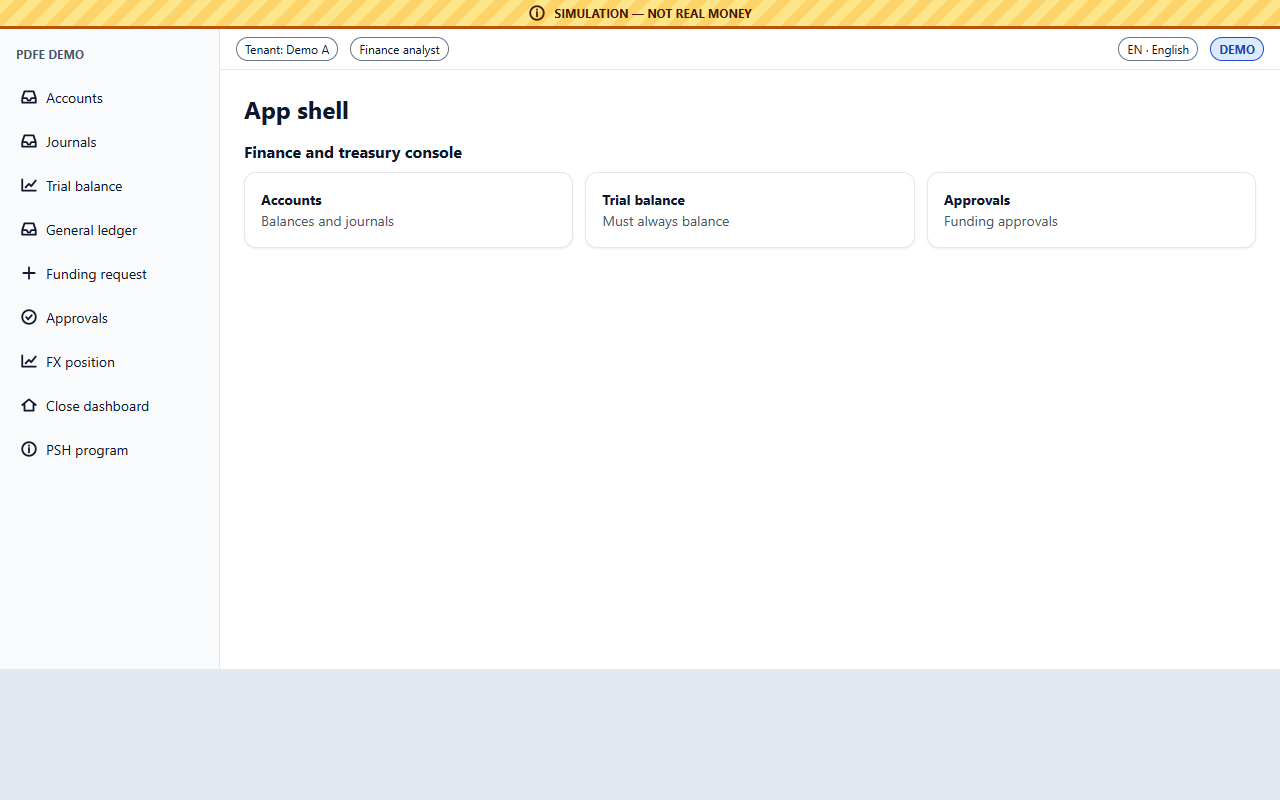 SIMULATION — NOT REAL MONEY
PDFE DEMO
Tenant: Demo A
Finance analyst
EN · English
DEMO
Accounts
Journals
Trial balance
General ledger
Funding request
Approvals
FX position
Close dashboard
PSH program
App shell
Finance and treasury console
Accounts
Balances and journals
Trial balance
Must always balance
Approvals
Funding approvals